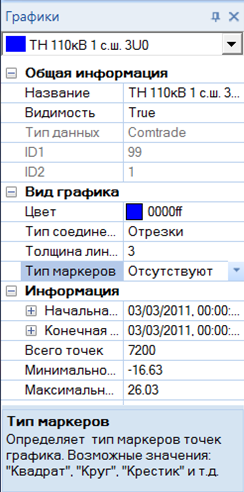 Графики
ТН 110кВ 1 с.ш. 3U0
Общая информация
Название ТН 110кВ 1 с.ш. 3...
Видимость True
Тип данных Comtrade
ID1 99
ID2 1
Вид графика
Цвет 0000ff
Тип соедине... Отрезки
Толщина лин... 3
Тип маркеров Отсутствуют
Информация
Начальна... 03/03/2011, 00:00:...
Конечная ... 03/03/2011, 00:00:...
Всего точек 7200
Минимально... -16.63
Максимальн... 26.03
Тип маркеров
Определяет тип маркеров точек
графика. Возможные значения:
"Квадрат", "Круг", "Крестик" и т.д.